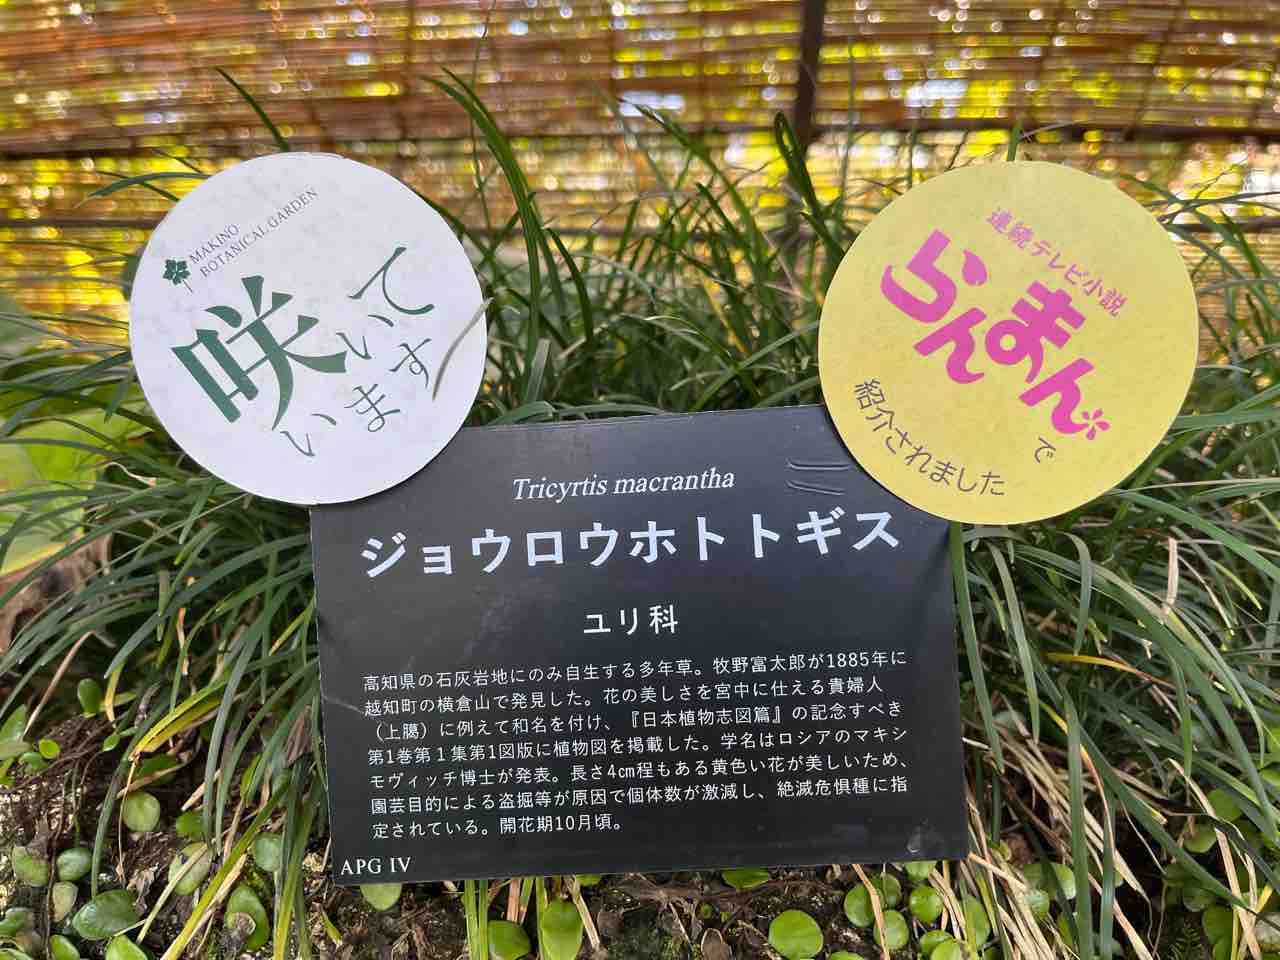 MAKINO
BOTANICAL GARDEN
咲いて
います
連続テレビ小説
らんまん
で
紹介されました
Tricyrtis macrantha
ジョウロウホトトギス
ユリ科
高知県の石灰岩地にのみ自生する多年草。牧野富太郎が1885年に
越知町の横倉山で発見した。花の美しさを宮中に仕える貴婦人
（上臈）に例えて和名を付け、『日本植物志図篇』の記念すべき
第1巻第１集第1図版に植物図を掲載した。学名はロシアのマキシ
モヴィッチ博士が発表。長さ4㎝程もある黄色い花が美しいため、
園芸目的による盗掘等が原因で個体数が激減し、絶滅危惧種に指
定されている。開花期10月頃。
APG IV